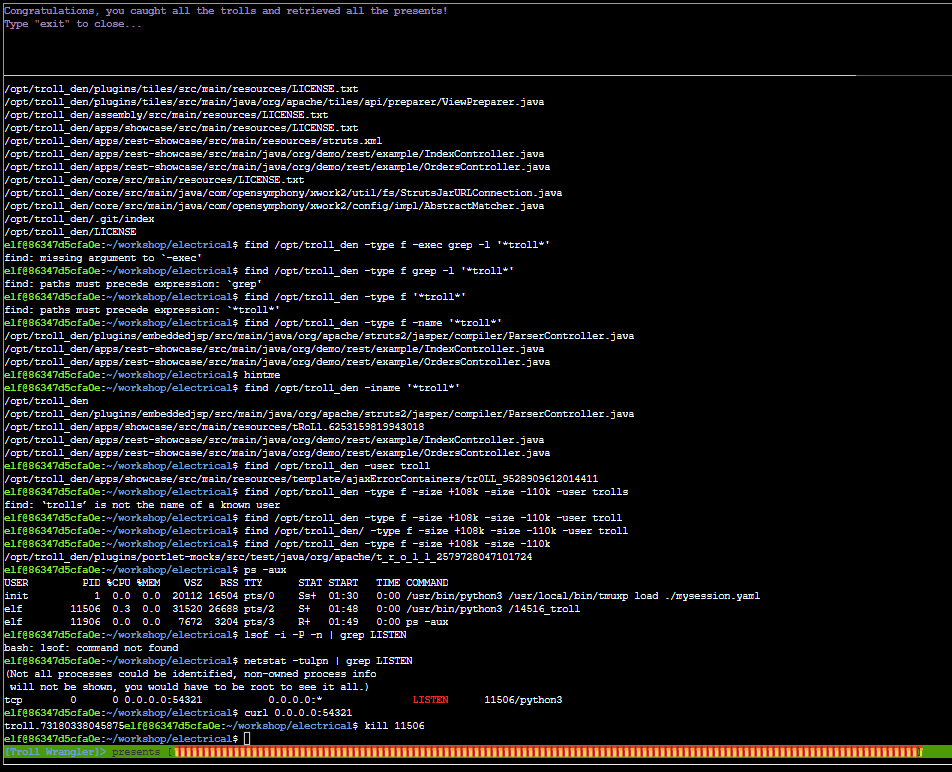 Congratulations, you caught all the trolls and retrieved all the presents!
Type "exit" to close...
/opt/troll_den/plugins/tiles/src/main/resources/LICENSE.txt
/opt/troll_den/plugins/tiles/src/main/java/org/apache/tiles/api/preparer/ViewPreparer.java
/opt/troll_den/assembly/src/main/resources/LICENSE.txt
/opt/troll_den/apps/showcase/src/main/resources/LICENSE.txt
/opt/troll_den/apps/rest-showcase/src/main/resources/struts.xml
/opt/troll_den/apps/rest-showcase/src/main/java/org/demo/rest/example/IndexController.java
/opt/troll_den/apps/rest-showcase/src/main/java/org/demo/rest/example/OrdersController.java
/opt/troll_den/core/src/main/resources/LICENSE.txt
/opt/troll_den/core/src/main/java/com/opensymphony/xwork2/util/fs/StrutsJarURLConnection.java
/opt/troll_den/core/src/main/java/com/opensymphony/xwork2/config/impl/AbstractMatcher.java
/opt/troll_den/.git/index
/opt/troll_den/LICENSE
elf@86347d5cfa0e:~/workshop/electrical$ find /opt/troll_den -type f -exec grep -l '*troll*'
find: missing argument to `-exec'
elf@86347d5cfa0e:~/workshop/electrical$ find /opt/troll_den -type f grep -l '*troll*'
find: paths must precede expression: `grep'
elf@86347d5cfa0e:~/workshop/electrical$ find /opt/troll_den -type f '*troll*'
find: paths must precede expression: `*troll*'
elf@86347d5cfa0e:~/workshop/electrical$ find /opt/troll_den -type f -name '*troll*'
/opt/troll_den/plugins/embeddedjsp/src/main/java/org/apache/struts2/jasper/compiler/ParserController.java
/opt/troll_den/apps/rest-showcase/src/main/java/org/demo/rest/example/IndexController.java
/opt/troll_den/apps/rest-showcase/src/main/java/org/demo/rest/example/OrdersController.java
elf@86347d5cfa0e:~/workshop/electrical$ hintme
elf@86347d5cfa0e:~/workshop/electrical$ find /opt/troll_den -iname '*troll*'
/opt/troll_den
/opt/troll_den/plugins/embeddedjsp/src/main/java/org/apache/struts2/jasper/compiler/ParserController.java
/opt/troll_den/apps/showcase/src/main/resources/tRoLl.6253159819943018
/opt/troll_den/apps/rest-showcase/src/main/java/org/demo/rest/example/IndexController.java
/opt/troll_den/apps/rest-showcase/src/main/java/org/demo/rest/example/OrdersController.java
elf@86347d5cfa0e:~/workshop/electrical$ find /opt/troll_den -user troll
/opt/troll_den/apps/showcase/src/main/resources/template/ajaxErrorContainers/tr0LL_9528909612014411
elf@86347d5cfa0e:~/workshop/electrical$ find /opt/troll_den -type f -size +108k -size -110k -user trolls
find: ‘trolls’ is not the name of a known user
elf@86347d5cfa0e:~/workshop/electrical$ find /opt/troll_den -type f -size +108k -size -110k -user troll
elf@86347d5cfa0e:~/workshop/electrical$ find /opt/troll_den/ -type f -size +108k -size -110k -user troll
elf@86347d5cfa0e:~/workshop/electrical$ find /opt/troll_den -type f -size +108k -size -110k
/opt/troll_den/plugins/portlet-mocks/src/test/java/org/apache/t_r_o_l_l_2579728047101724
elf@86347d5cfa0e:~/workshop/electrical$ ps -aux
USER PID %CPU %MEM VSZ RSS TTY STAT START TIME COMMAND
init 1 0.0 0.0 20112 16504 pts/0 Ss+ 01:30 0:00 /usr/bin/python3 /usr/local/bin/tmuxp load ./mysession.yaml
elf 11506 0.3 0.0 31520 26688 pts/2 S+ 01:48 0:00 /usr/bin/python3 /14516_troll
elf 11906 0.0 0.0 7672 3204 pts/3 R+ 01:49 0:00 ps -aux
elf@86347d5cfa0e:~/workshop/electrical$ lsof -i -P -n | grep LISTEN
bash: lsof: command not found
elf@86347d5cfa0e:~/workshop/electrical$ netstat -tulpn | grep LISTEN
(Not all processes could be identified, non-owned process info
will not be shown, you would have to be root to see it all.)
tcp 0 0 0.0.0.0:54321 0.0.0.0:* LISTEN 11506/python3
elf@86347d5cfa0e:~/workshop/electrical$ curl 0.0.0.0:54321
troll.73180338045875elf@86347d5cfa0e:~/workshop/electrical$ kill 11506
elf@86347d5cfa0e:~/workshop/electrical$
[Troll Wrangler]> presents [ ]